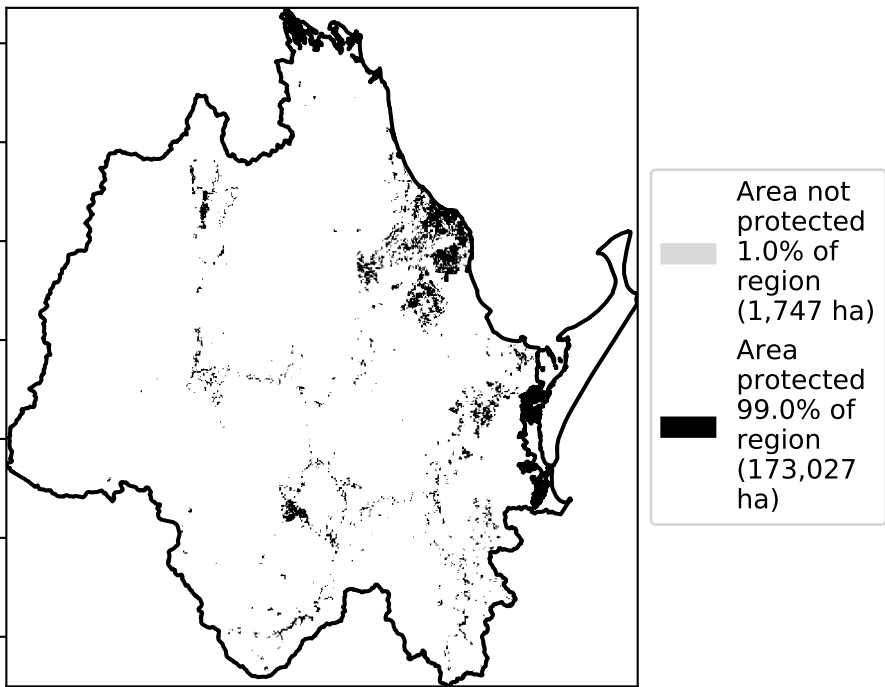 Area not
protected
1.0% of
region
(1,747 ha)
Area
protected
99.0% of
region
(173,027
ha)